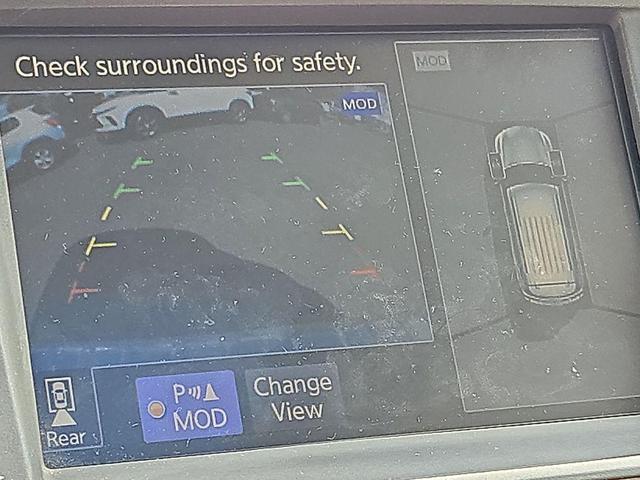 Check surroundings for safety.
MOD
MOD
Rear
P
MOD
Change
View